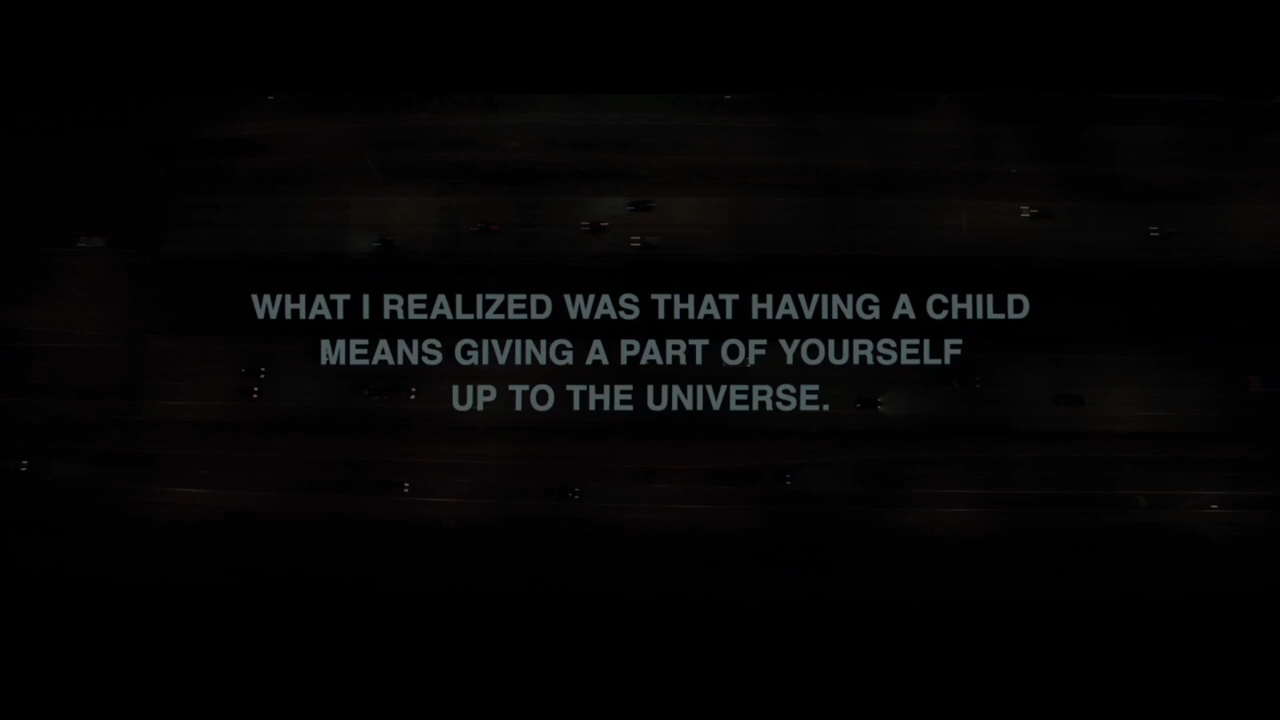 WHAT I REALIZED WAS THAT HAVING A CHILD
MEANS GIVING A PART OF YOURSELF
UP TO THE UNIVERSE.